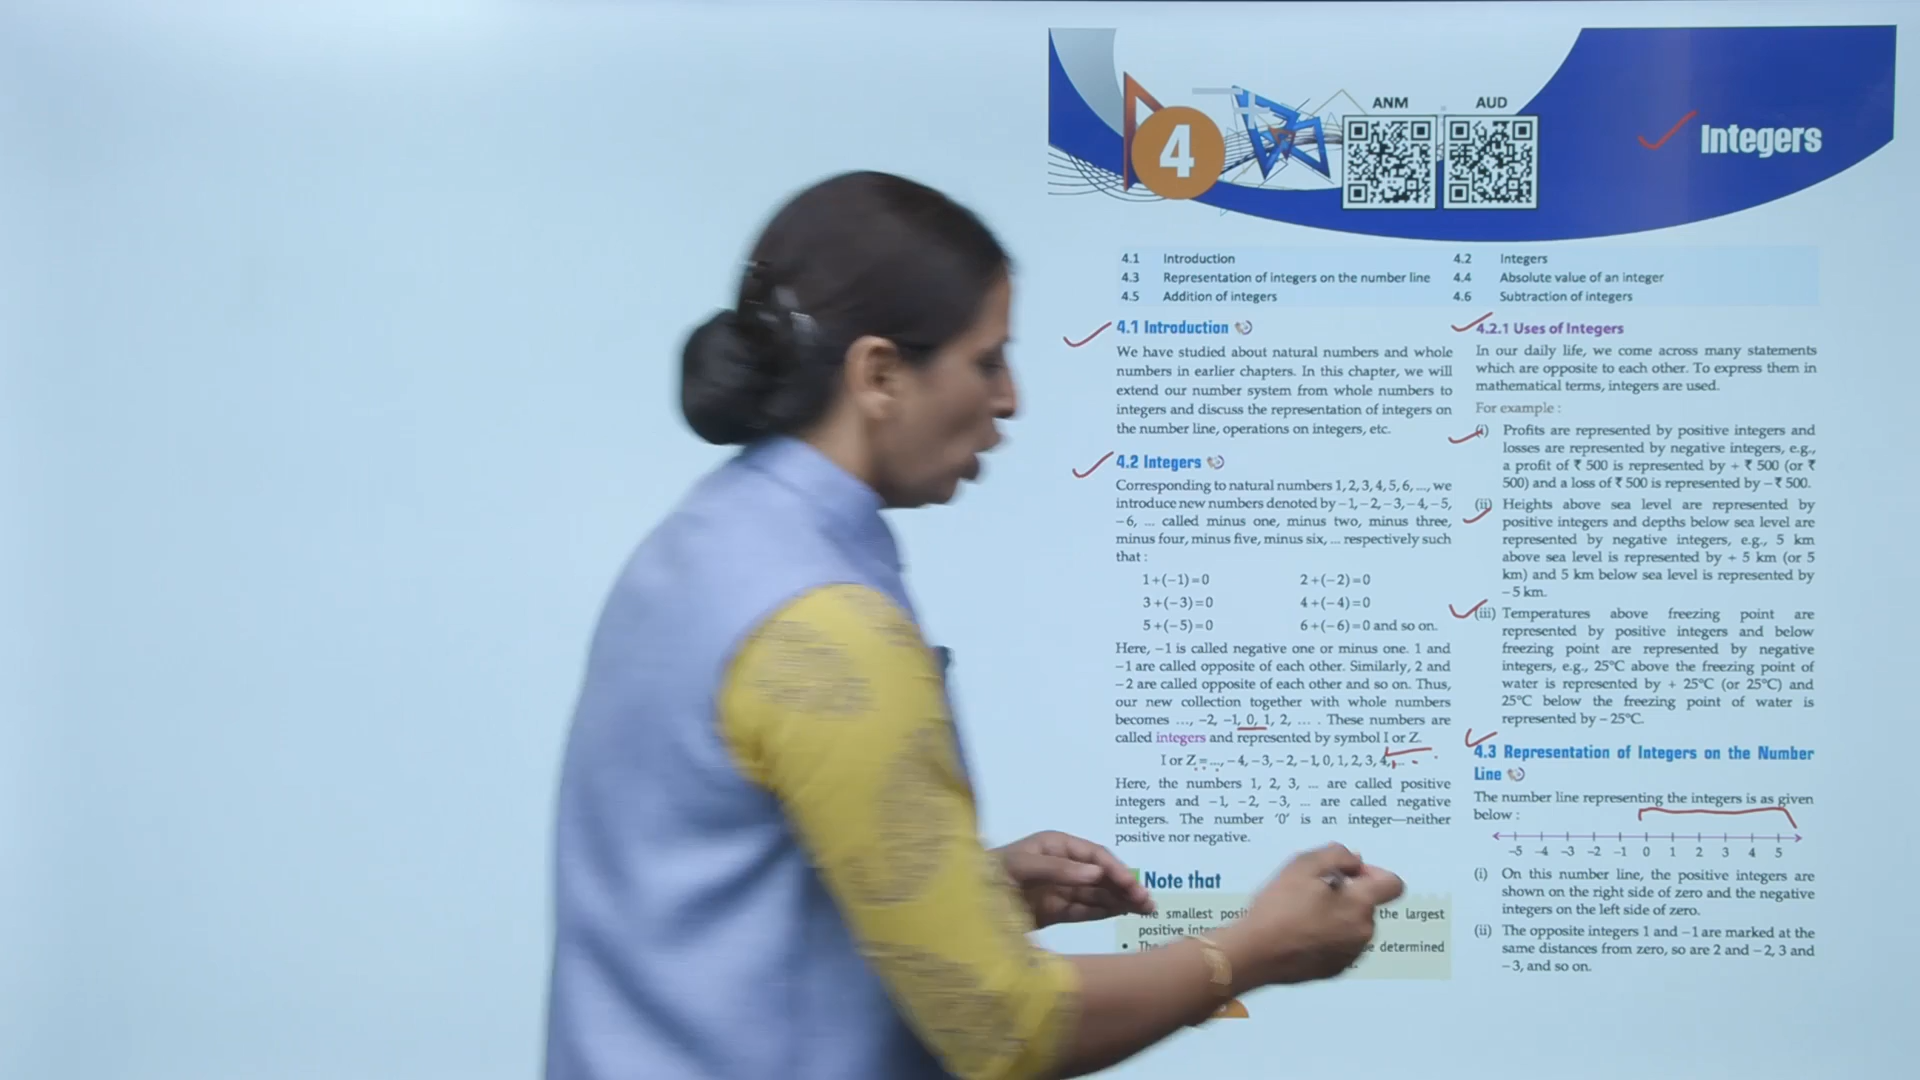 4
ANM
AUD
Integers
4.1 Introduction
4.2 Integers
4.3 Representation of integers on the number line
4.4 Absolute value of an integer
4.5 Addition of integers
4.6 Subtraction of integers
4.1 Introduction
We have studied about natural numbers and whole
numbers in earlier chapters. In this chapter, we will
extend our number system from whole numbers to
integers and discuss the representation of integers on
the number line, operations on integers, etc.
4.2 Integers
Corresponding to natural numbers 1, 2, 3, 4, 5, 6, ..., we
introduce new numbers denoted by −1, −2, −3, −4, −5,
−6, ... called minus one, minus two, minus three,
minus four, minus five, minus six, ... respectively such
that :
1+(−1)=0 2+(−2)=0
3+(−3)=0 4+(−4)=0
5+(−5)=0 6+(−6)=0 and so on.
Here, −1 is called negative one or minus one. 1 and
−1 are called opposite of each other. Similarly, 2 and
−2 are called opposite of each other and so on. Thus,
our new collection together with whole numbers
becomes ..., −2, −1, 0, 1, 2, ... . These numbers are
called integers and represented by symbol I or Z.
I or Z = ..., −4, −3, −2, −1, 0, 1, 2, 3, 4, ...
Here, the numbers 1, 2, 3, ... are called positive
integers and −1, −2, −3, ... are called negative
integers. The number '0' is an integer—neither
positive nor negative.
Note that
smallest the largest
positive
determined
4.2.1 Uses of Integers
In our daily life, we come across many statements
which are opposite to each other. To express them in
mathematical terms, integers are used.
For example :
(i) Profits are represented by positive integers and
losses are represented by negative integers, e.g.,
a profit of ₹ 500 is represented by + ₹ 500 (or ₹
500) and a loss of ₹ 500 is represented by −₹ 500.
(ii) Heights above sea level are represented by
positive integers and depths below sea level are
represented by negative integers, e.g., 5 km
above sea level is represented by + 5 km (or 5
km) and 5 km below sea level is represented by
−5 km.
(iii) Temperatures above freezing point are
represented by positive integers and below
freezing point are represented by negative
integers, e.g., 25°C above the freezing point of
water is represented by + 25°C (or 25°C) and
25°C below the freezing point of water is
represented by −25°C.
4.3 Representation of Integers on the Number
Line
The number line representing the integers is as given
below :
−5 −4 −3 −2 −1 0 1 2 3 4 5
(i) On this number line, the positive integers are
shown on the right side of zero and the negative
integers on the left side of zero.
(ii) The opposite integers 1 and −1 are marked at the
same distances from zero, so are 2 and −2, 3 and
−3, and so on.